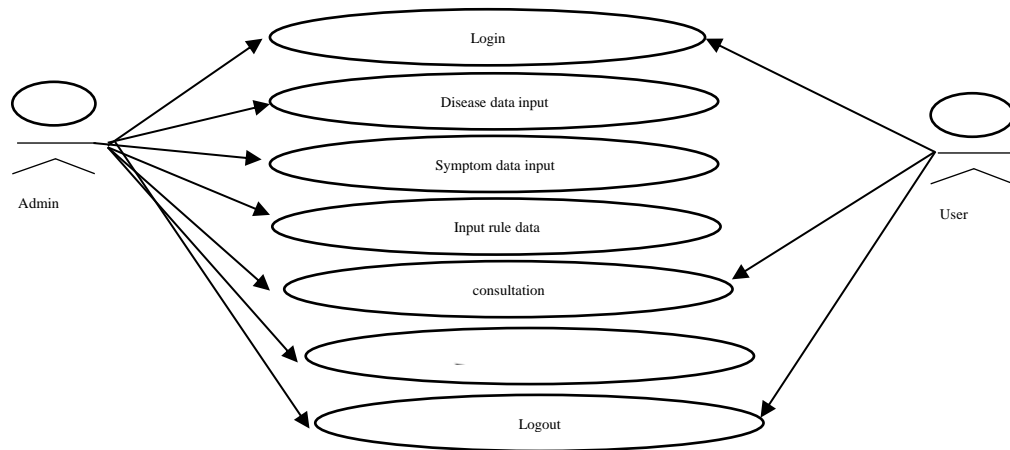 Login
Disease data input
Symptom data input
Admin
User
Input rule data
consultation
Logout